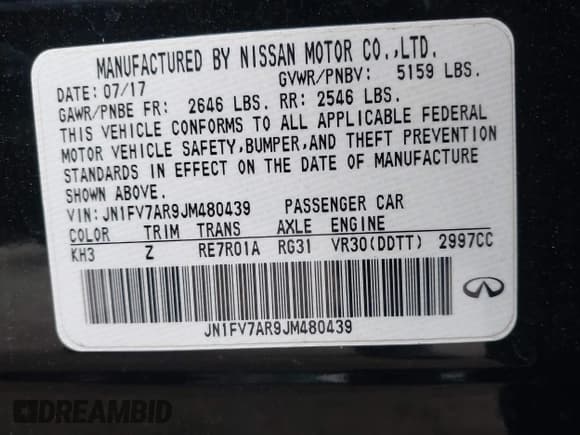 MANUFACTURED BY NISSAN MOTOR CO.,LTD.
DATE: 07/17 GVWR/PNBV: 5159 LBS.
GAWR/PNBE FR: 2646 LBS. RR: 2546 LBS.
THIS VEHICLE CONFORMS TO ALL APPLICABLE FEDERAL
MOTOR VEHICLE SAFETY,BUMPER,AND THEFT PREVENTION
STANDARDS IN EFFECT ON THE DATE OF MANUFACTURE
SHOWN ABOVE.
VIN:JN1FV7AR9JM480439 PASSENGER CAR
COLOR TRIM TRANS AXLE ENGINE
KH3 Z RE7R01A RG31 VR30(DDTT) 2997CC
JN1FV7AR9JM480439
DREAMBID